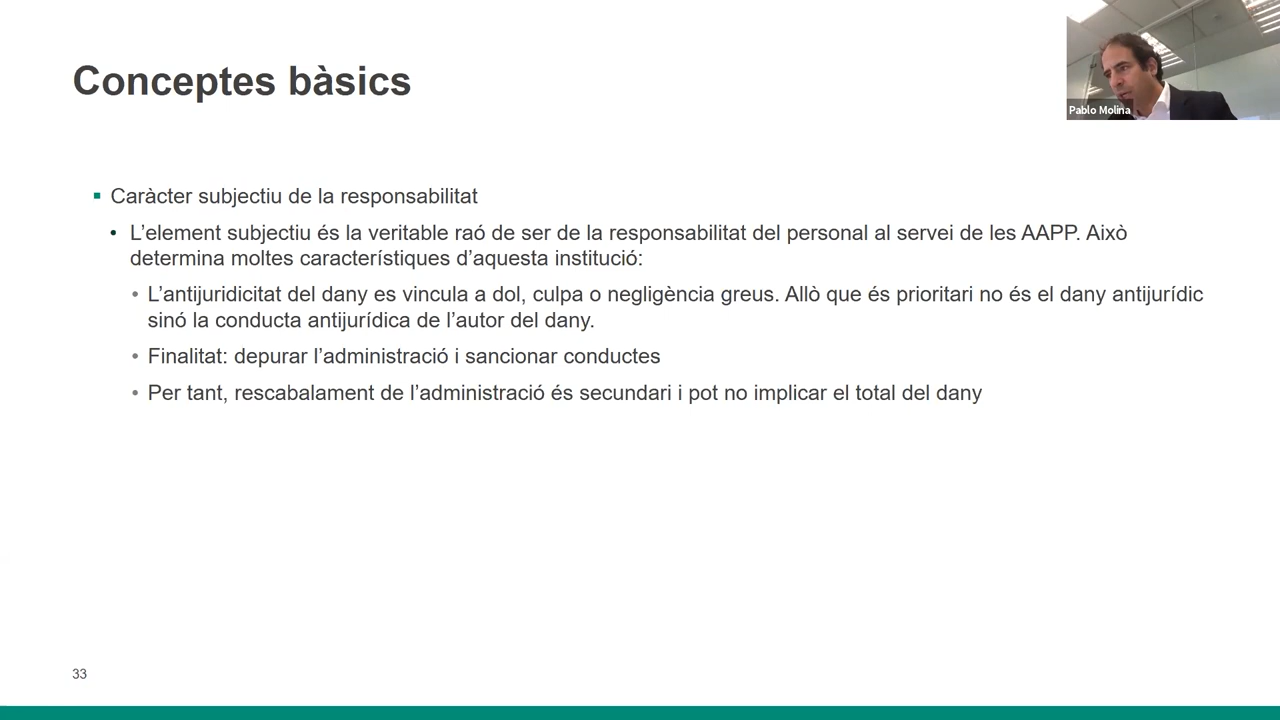 Conceptes bàsics
Pablo Molina
Caràcter subjectiu de la responsabilitat
L’element subjectiu és la veritable raó de ser de la responsabilitat del personal al servei de les AAPP. Això
determina moltes característiques d’aquesta institució:
L’antijuridicitat del dany es vincula a dol, culpa o negligència greus. Allò que és prioritari no és el dany antijurídic
sinó la conducta antijurídica de l’autor del dany.
Finalitat: depurar l’administració i sancionar conductes
Per tant, rescabalament de l’administració és secundari i pot no implicar el total del dany
33